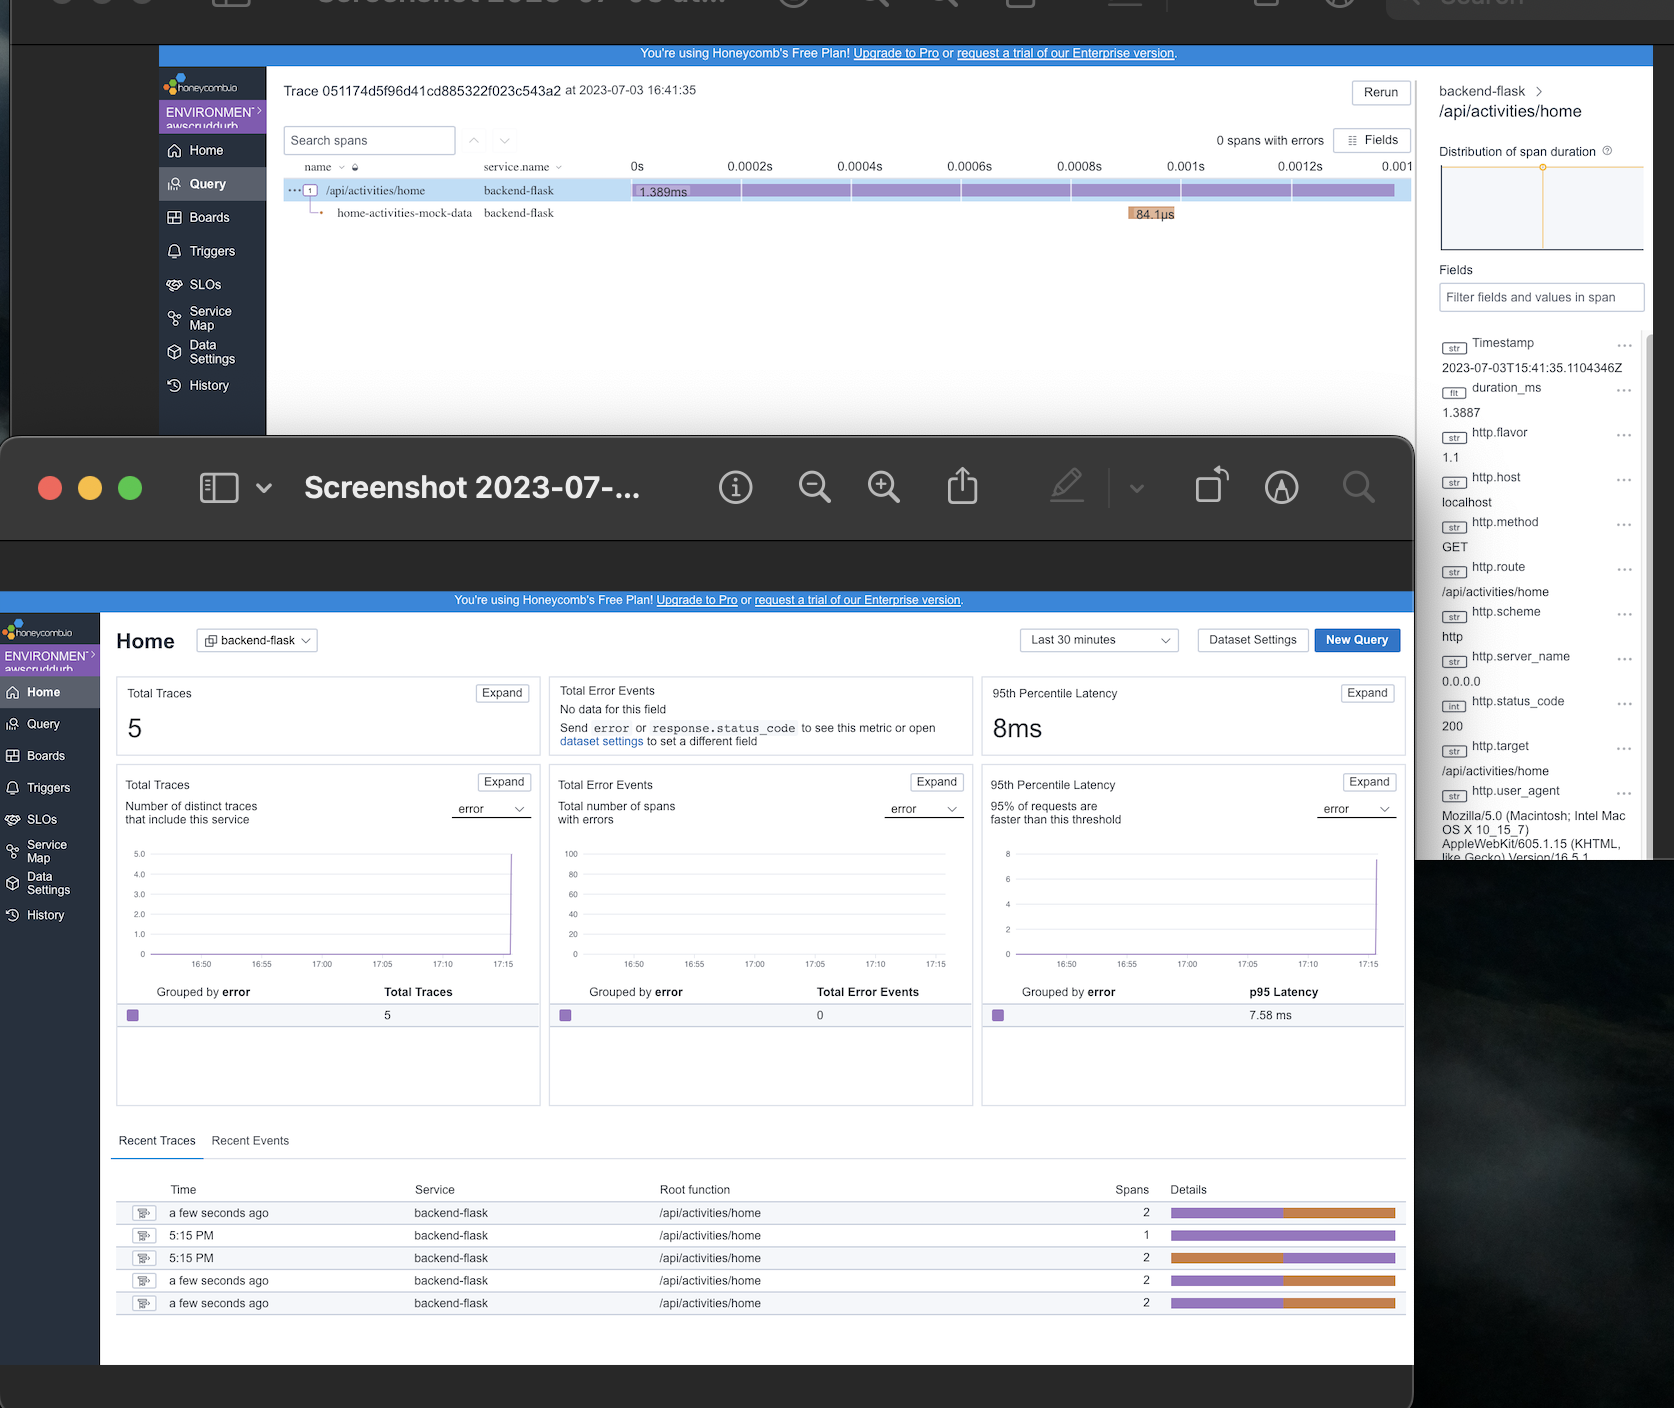 You're using Honeycomb's Free Plan! Upgrade to Pro or request a trial of our Enterprise version.
honeycomb.io
ENVIRONMENT
awscruddurb
Home
Query
Boards
Triggers
SLOs
Service
Map
Data
Settings
History
Trace 051174d5f96d41cd885322f023c543a2 at 2023-07-03 16:41:35
Rerun
Search spans
0 spans with errors
Fields
name service.name 0s 0.0002s 0.0004s 0.0006s 0.0008s 0.001s 0.0012s 0.001
1 /api/activities/home backend-flask 1.389ms
home-activities-mock-data backend-flask 84.1µs
backend-flask >
/api/activities/home
Distribution of span duration
Fields
Filter fields and values in span
str Timestamp
2023-07-03T15:41:35.1104346Z
flt duration_ms
1.3887
str http.flavor
1.1
str http.host
localhost
str http.method
GET
str http.route
/api/activities/home
str http.scheme
http
str http.server_name
0.0.0.0
int http.status_code
200
str http.target
/api/activities/home
str http.user_agent
Mozilla/5.0 (Macintosh; Intel Mac
OS X 10_15_7)
AppleWebKit/605.1.15 (KHTML,
like Gecko) Version/16.5.1
Screenshot 2023-07-...
You're using Honeycomb's Free Plan! Upgrade to Pro or request a trial of our Enterprise version.
honeycomb.io
ENVIRONMENT
awscruddurb
Home
Query
Boards
Triggers
SLOs
Service
Map
Data
Settings
History
Home
backend-flask
Last 30 minutes
Dataset Settings
New Query
Total Traces
Expand
5
Total Error Events
No data for this field
Send error or response.status_code to see this metric or open
dataset settings to set a different field
95th Percentile Latency
Expand
8ms
Total Traces
Expand
Number of distinct traces
that include this service
error
5.0
4.0
3.0
2.0
1.0
0
16:50 16:55 17:00 17:05 17:10 17:15
Grouped by error Total Traces
5
Total Error Events
Expand
Total number of spans
with errors
error
100
80
60
40
20
0
16:50 16:55 17:00 17:05 17:10 17:15
Grouped by error Total Error Events
0
95th Percentile Latency
Expand
95% of requests are
faster than this threshold
error
8
6
4
2
0
16:50 16:55 17:00 17:05 17:10 17:15
Grouped by error p95 Latency
7.58 ms
Recent Traces Recent Events
Time Service Root function Spans Details
a few seconds ago backend-flask /api/activities/home 2
5:15 PM backend-flask /api/activities/home 1
5:15 PM backend-flask /api/activities/home 2
a few seconds ago backend-flask /api/activities/home 2
a few seconds ago backend-flask /api/activities/home 2